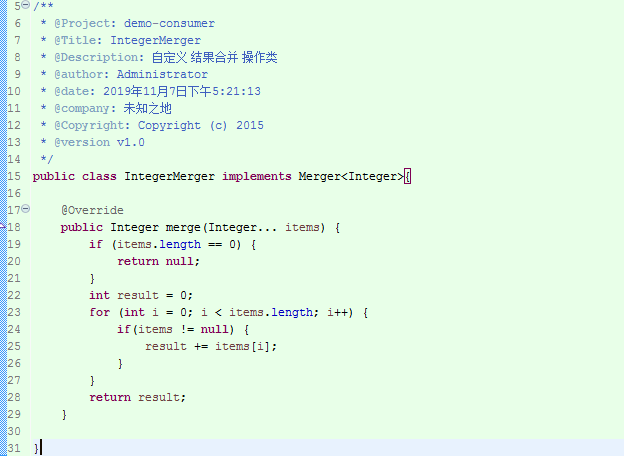 5 /**
6  * @Project: demo-consumer
7  * @Title: IntegerMerger
8  * @Description: 自定义 结果合并 操作类
9  * @author: Administrator
10  * @date: 2019年11月7日下午5:21:13
11  * @company: 未知之地
12  * @Copyright: Copyright (c) 2015
13  * @version v1.0
14  */
15 public class IntegerMerger implements Merger<Integer>{
16
17     @Override
18     public Integer merge(Integer... items) {
19         if (items.length == 0) {
20             return null;
21         }
22         int result = 0;
23         for (int i = 0; i < items.length; i++) {
24             if(items != null) {
25                 result += items[i];
26             }
27         }
28         return result;
29     }
30
31 }